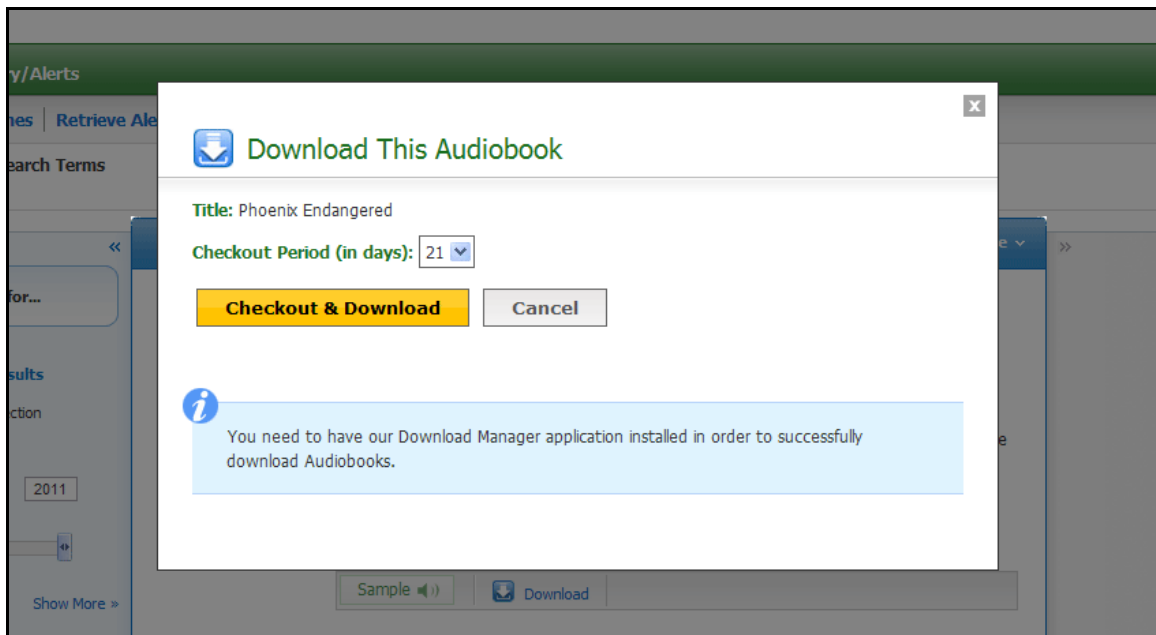 y/Alerts
Retrieve Ale
earch Terms
Download This Audiobook
X
Title: Phoenix Endangered
Checkout Period (in days): 21
Checkout & Download Cancel
«
e
»
for...
sults
ction
2011
Show More »
i
You need to have our Download Manager application installed in order to successfully
download Audiobooks.
e
Sample Download